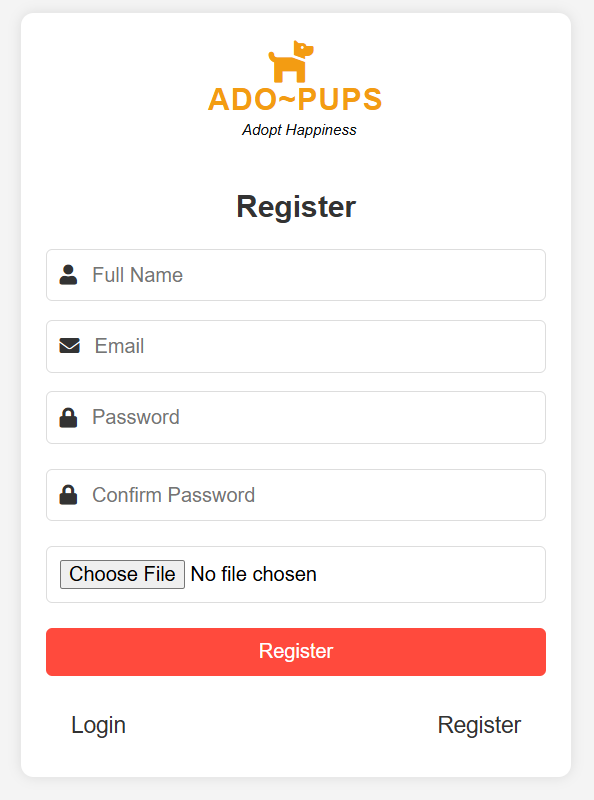 ADO~PUPS
Adopt Happiness
Register
Full Name
Email
Password
Confirm Password
Choose File No file chosen
Register
Login Register